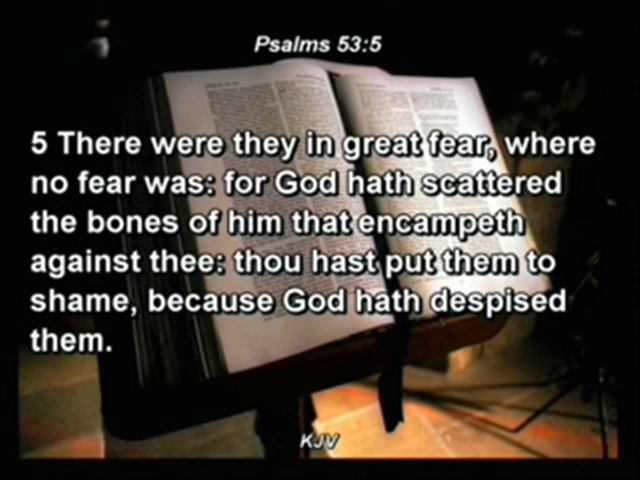 Psalms 53:5
5 There were they in great fear, where
no fear was: for God hath scattered
the bones of him that encampeth
against thee: thou hast put them to
shame, because God hath despised
them.
KJV